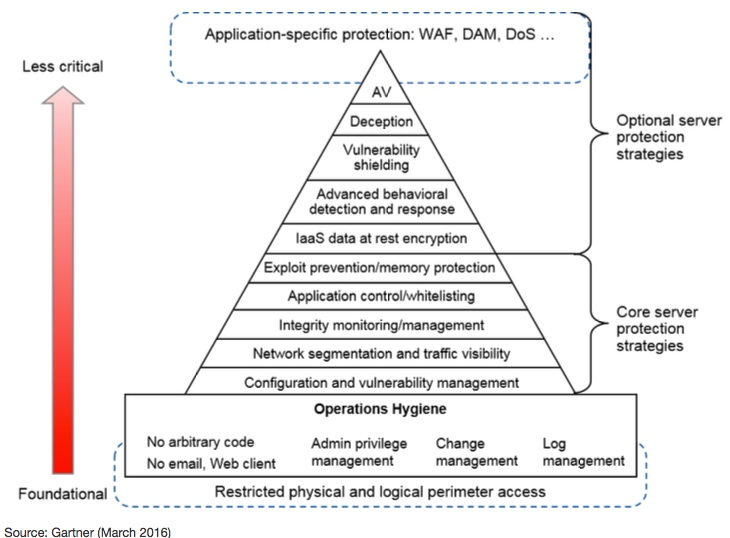 Application-specific protection: WAF, DAM, DoS ...
Less critical
AV
Deception
Vulnerability
shielding
Optional server
protection
strategies
Advanced behavioral
detection and response
IaaS data at rest encryption
Exploit prevention/memory protection
Application control/whitelisting
Core server
protection
strategies
Integrity monitoring/management
Network segmentation and traffic visibility
Configuration and vulnerability management
Operations Hygiene
No arbitrary code
No email, Web client
Admin privilege
management
Change
management
Log
management
Foundational
Restricted physical and logical perimeter access
Source: Gartner (March 2016)